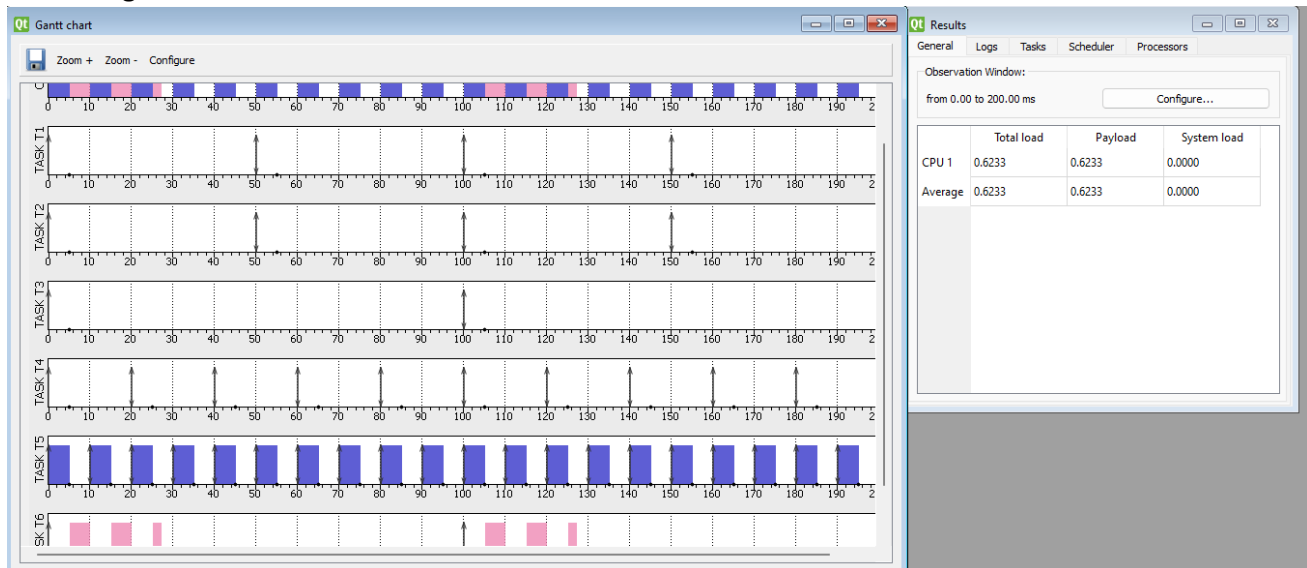 Qt Gantt chart
Zoom + Zoom - Configure
10 20 30 40 50 60 70 80 90 100 110 120 130 140 150 160 170 180 190 2
TASK T1
0 10 20 30 40 50 60 70 80 90 100 110 120 130 140 150 160 170 180 190 2
TASK T2
0 10 20 30 40 50 60 70 80 90 100 110 120 130 140 150 160 170 180 190 2
TASK T3
0 10 20 30 40 50 60 70 80 90 100 110 120 130 140 150 160 170 180 190 2
TASK T4
0 10 20 30 40 50 60 70 80 90 100 110 120 130 140 150 160 170 180 190 2
TASK T5
0 10 20 30 40 50 60 70 80 90 100 110 120 130 140 150 160 170 180 190 2
SK T6
Qt Results
General Logs Tasks Scheduler Processors
Observation Window:
from 0.00 to 200.00 ms Configure...
Total load Payload System load
CPU 1 0.6233 0.6233 0.0000
Average 0.6233 0.6233 0.0000